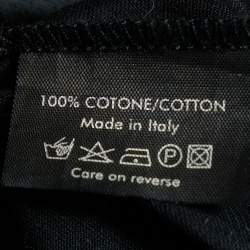 100% COTONE/COTTON
Made in Italy
P
Care on reverse